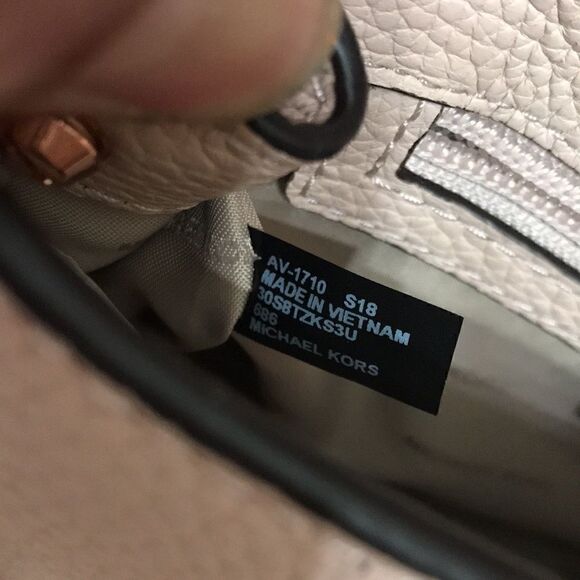 AV-1710 S18
MADE IN VIETNAM
30S8TZKS3U
686
MICHAEL KORS